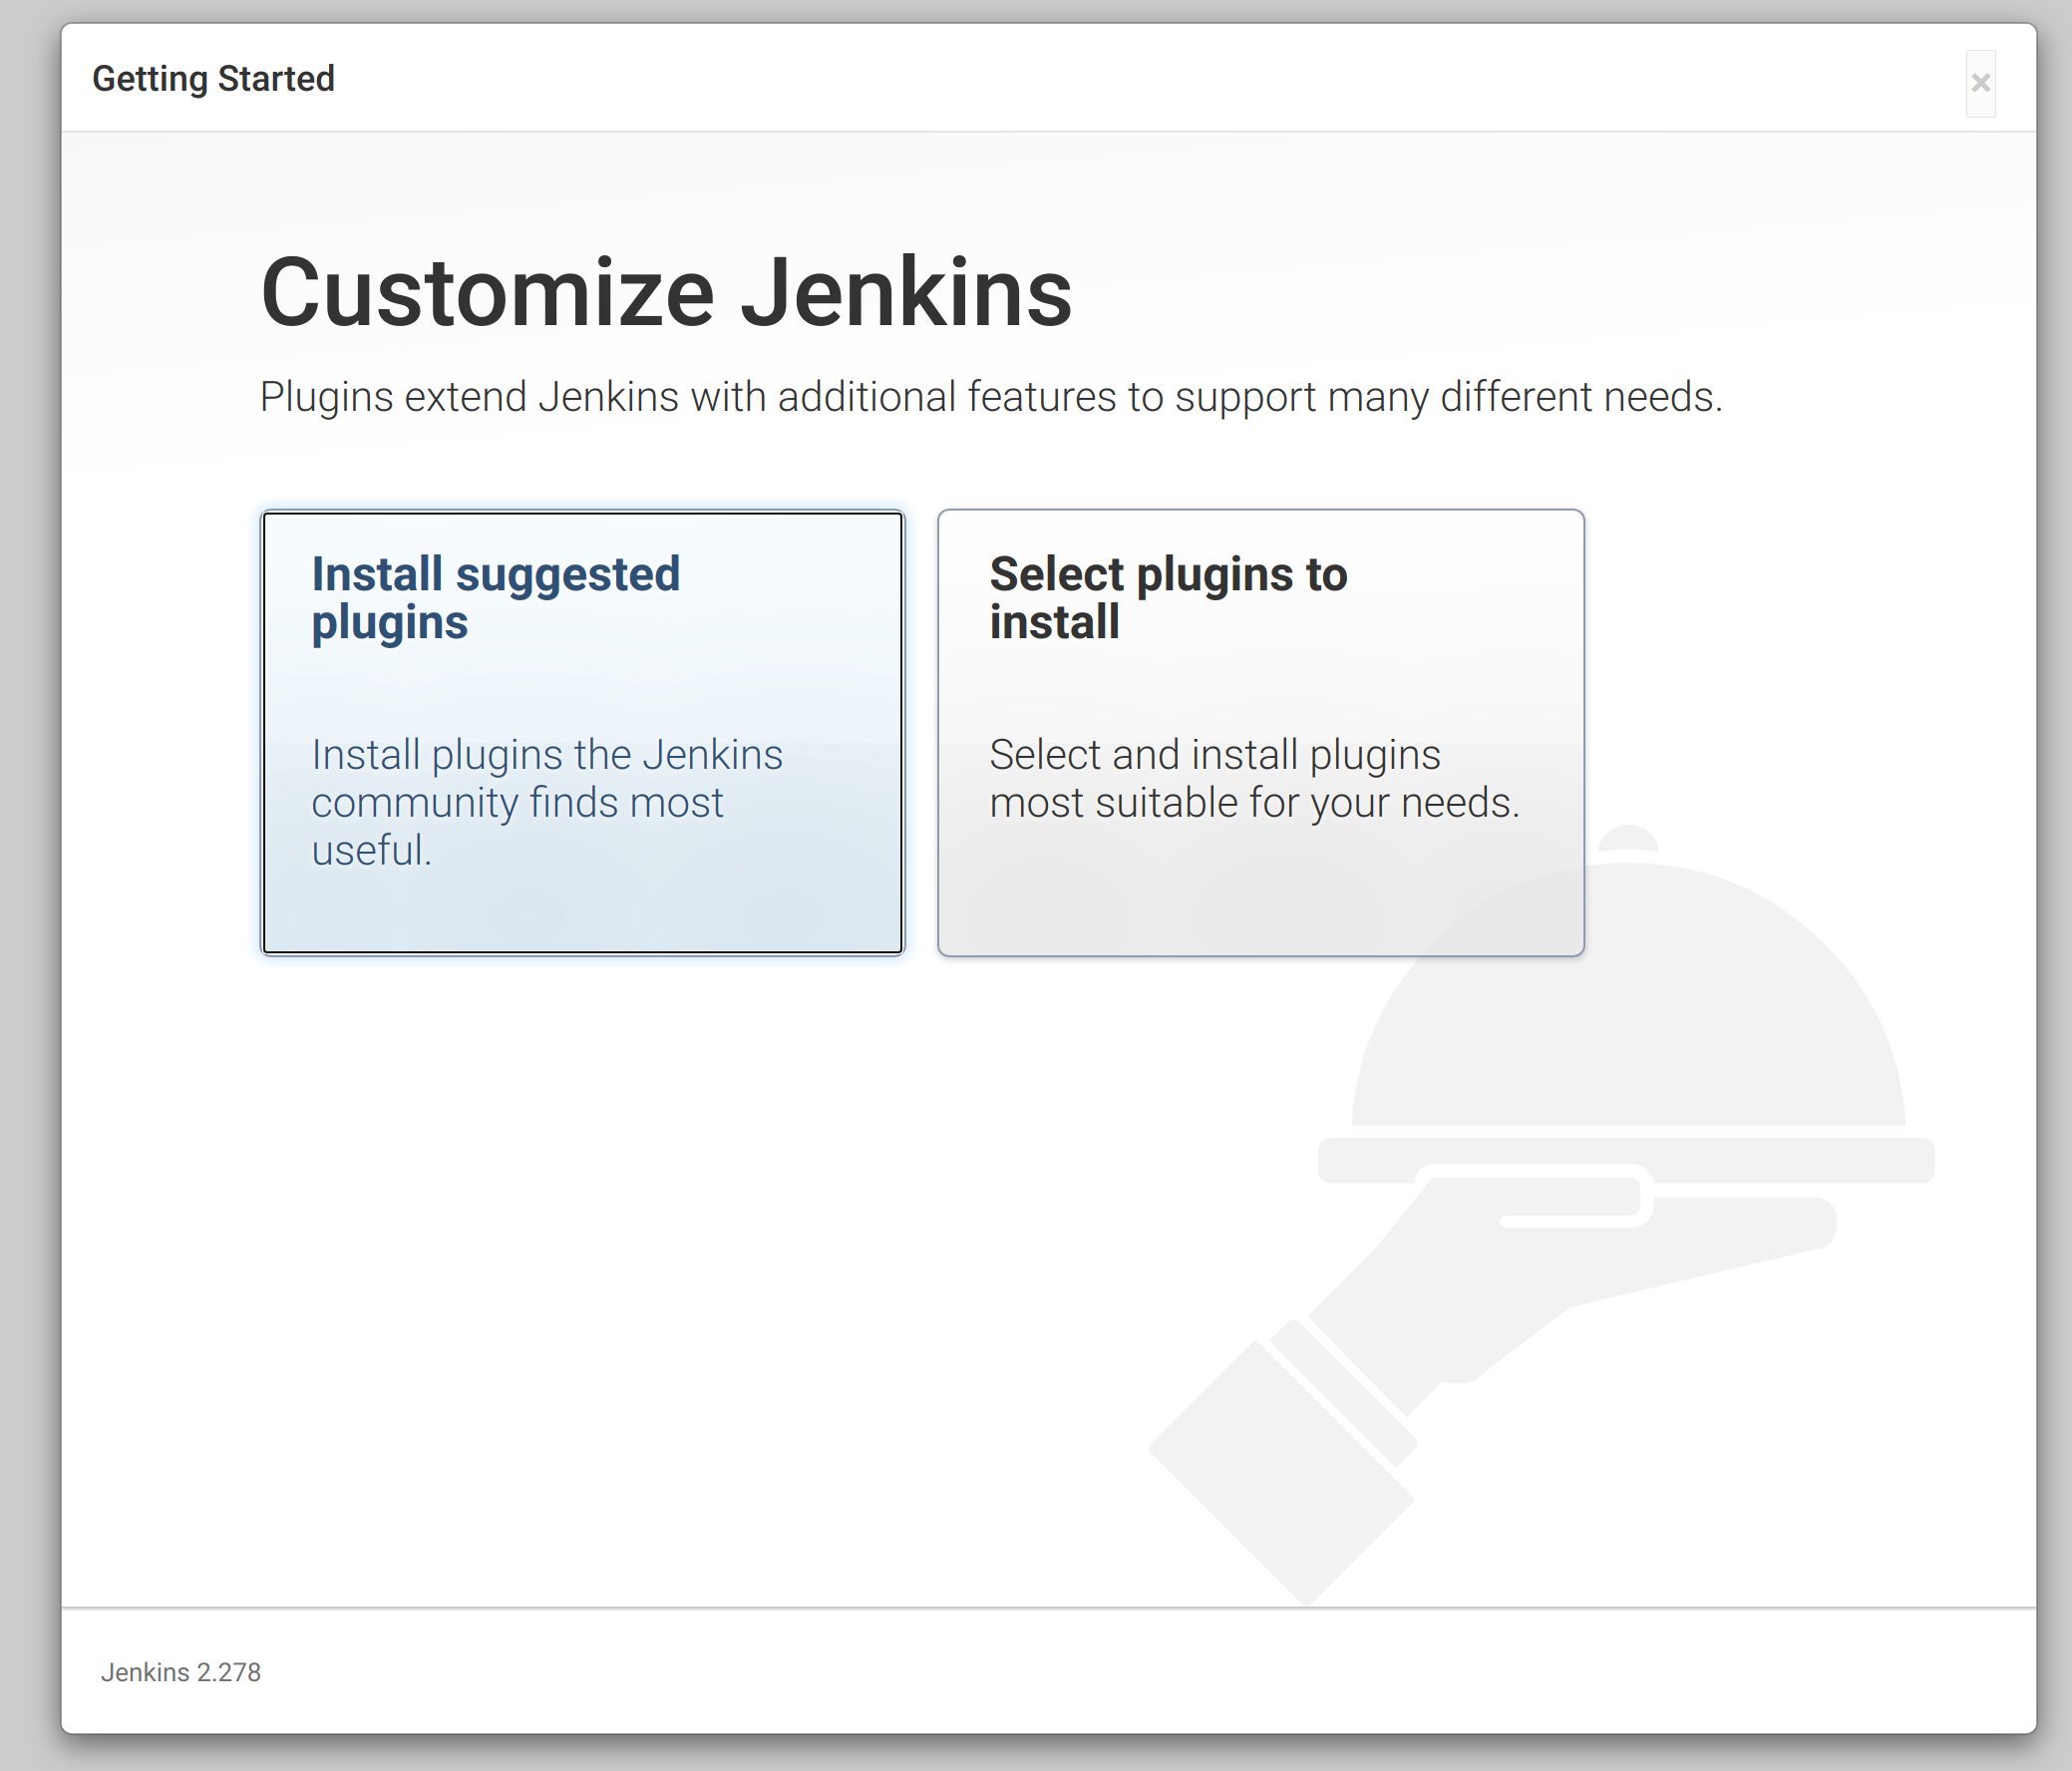 Getting Started
×
Customize Jenkins
Plugins extend Jenkins with additional features to support many different needs.
Install suggested
plugins
Install plugins the Jenkins
community finds most
useful.
Select plugins to
install
Select and install plugins
most suitable for your needs.
Jenkins 2.278